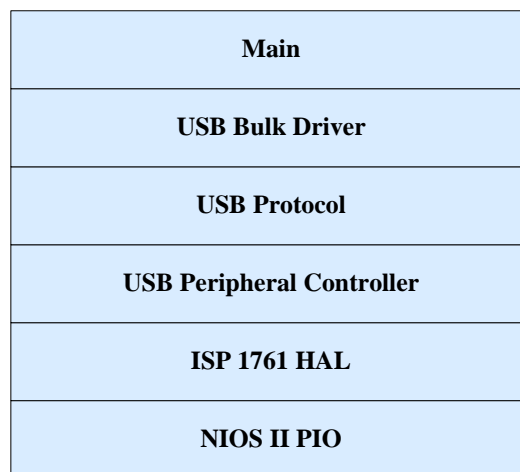 Main
USB Bulk Driver
USB Protocol
USB Peripheral Controller
ISP 1761 HAL
NIOS II PIO